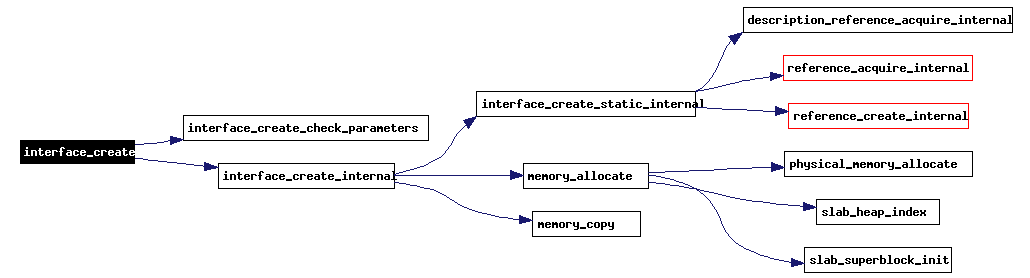 description_reference_acquire_internal
reference_acquire_internal
interface_create_static_internal
reference_create_internal
interface_create_check_parameters
interface_create
physical_memory_allocate
interface_create_internal
memory_allocate
slab_heap_index
memory_copy
slab_superblock_init